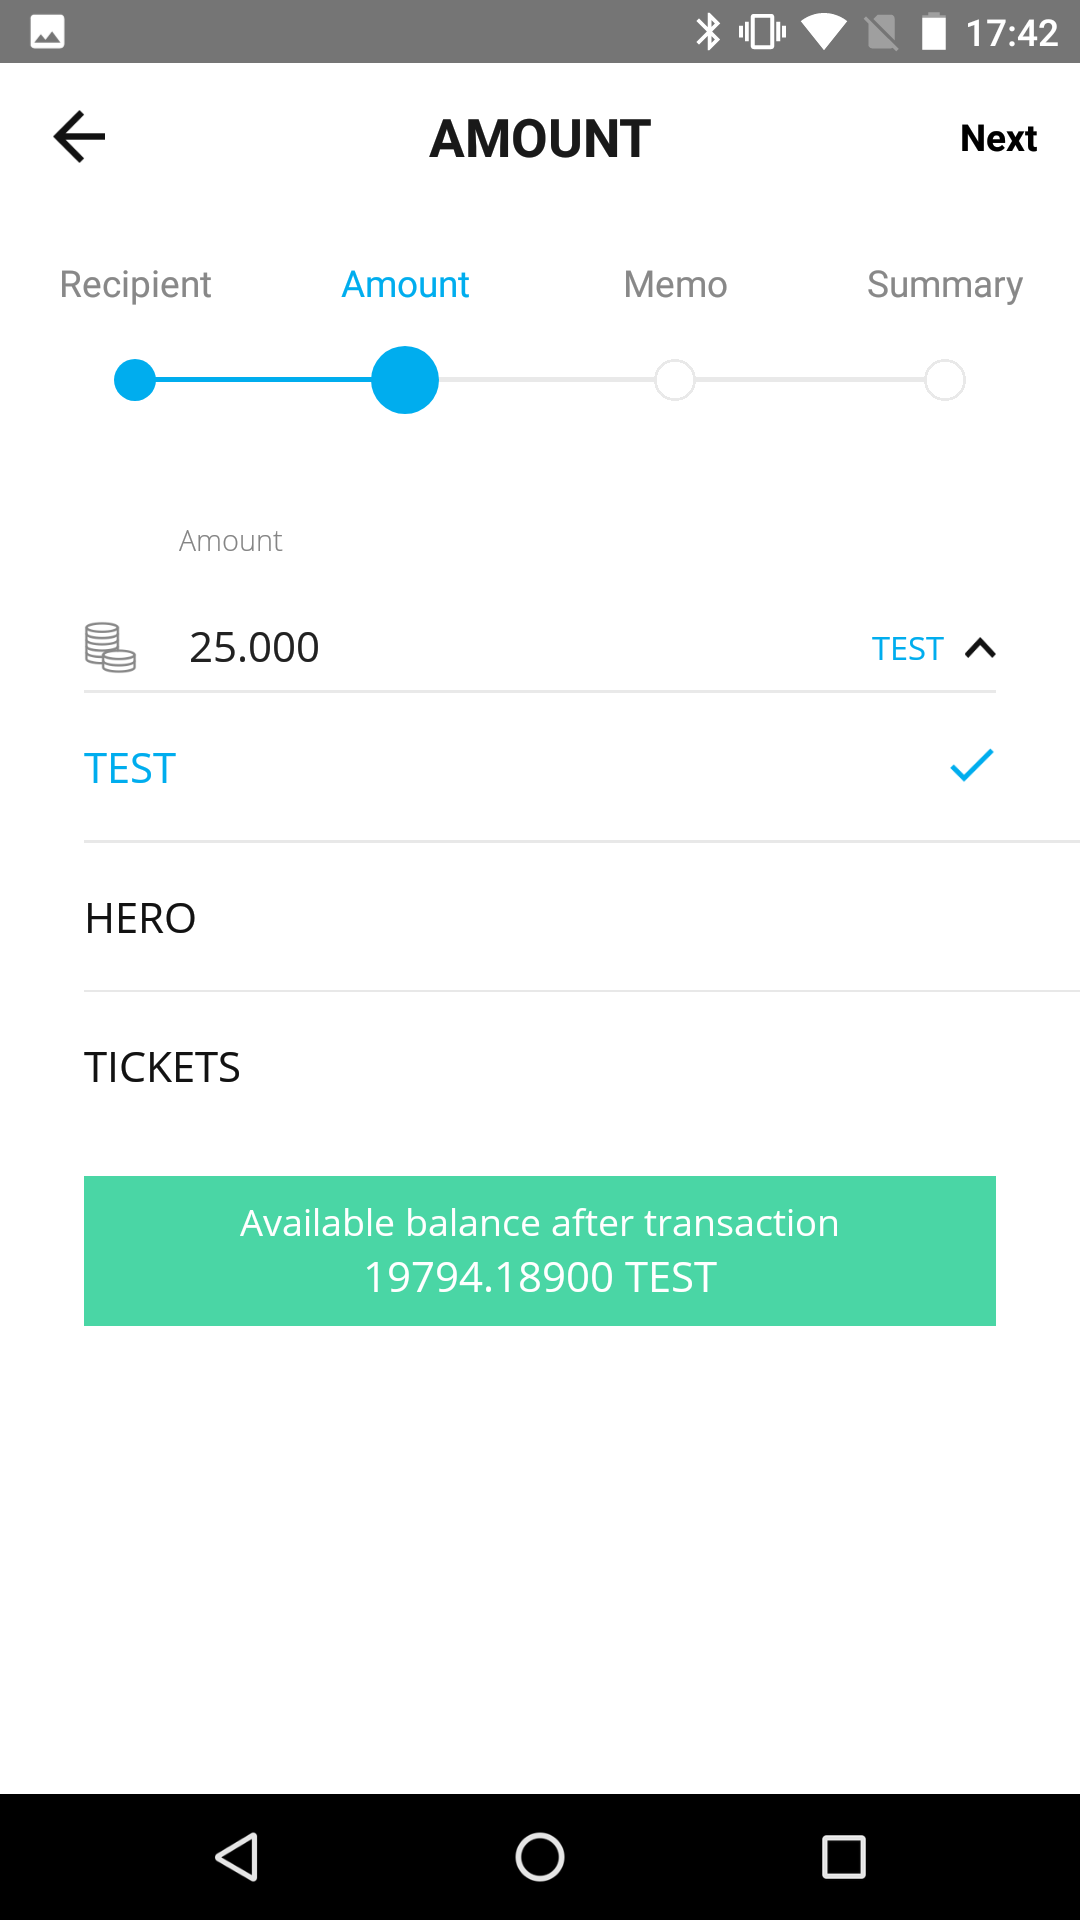 17:42
AMOUNT
Next
Recipient Amount Memo Summary
Amount
25.000 TEST
TEST
HERO
TICKETS
Available balance after transaction
19794.18900 TEST